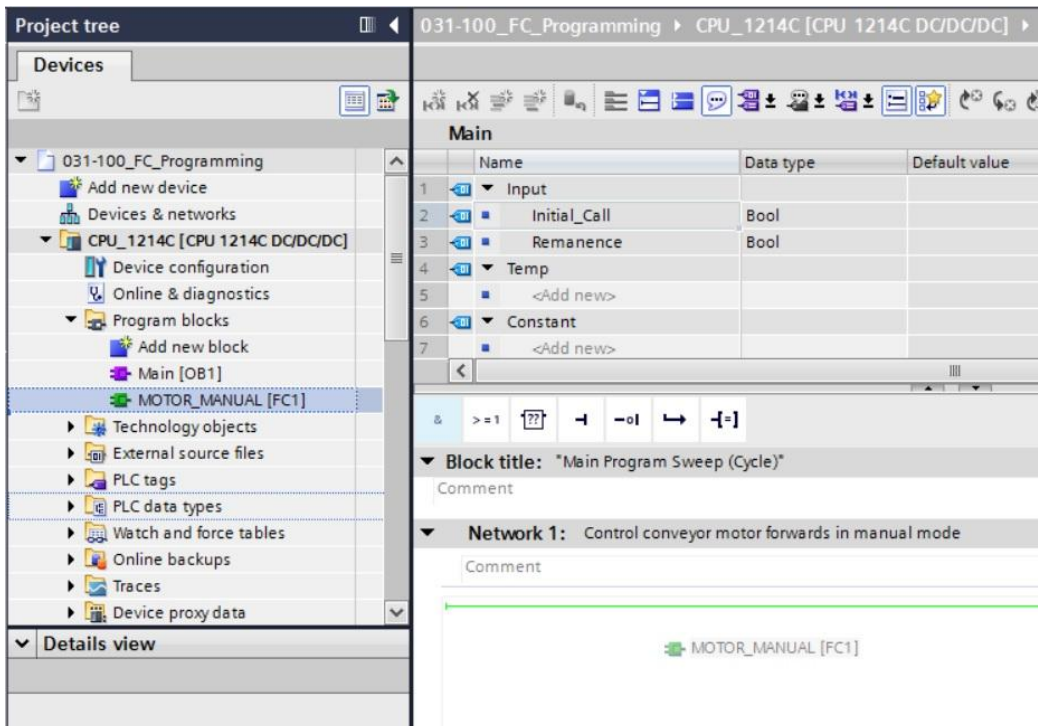 Project tree
Devices
031-100_FC_Programming
Add new device
Devices & networks
CPU_1214C [CPU 1214C DC/DC/DC]
Device configuration
Online & diagnostics
Program blocks
Add new block
Main [OB1]
MOTOR_MANUAL [FC1]
Technology objects
External source files
PLC tags
PLC data types
Watch and force tables
Online backups
Traces
Device proxy data
Details view
031-100_FC_Programming CPU_1214C [CPU 1214C DC/DC/DC]
Main
Name Data type Default value
1 Input
2 Initial_Call Bool
3 Remanence Bool
4 Temp
5 <Add new>
6 Constant
7 <Add new>
& >=1 ?? -| -o| -[=]
Block title: "Main Program Sweep (Cycle)"
Comment
Network 1: Control conveyor motor forwards in manual mode
Comment
MOTOR_MANUAL [FC1]